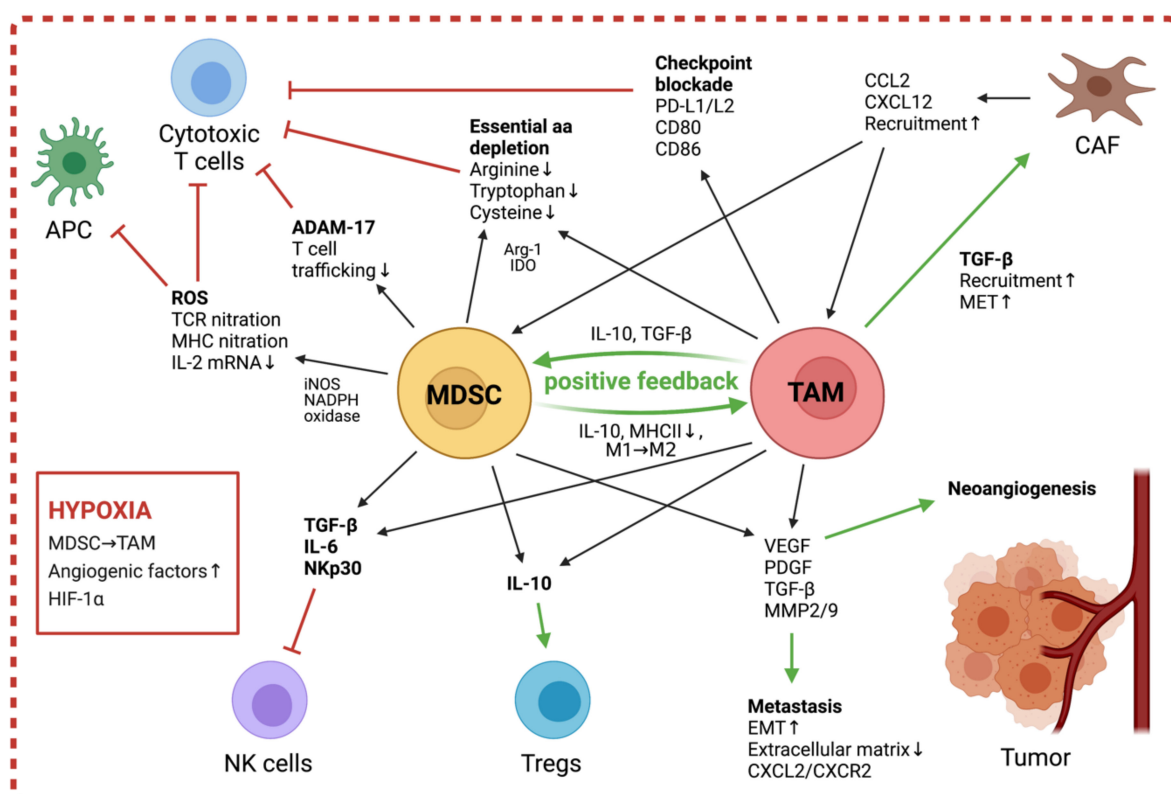 Cytotoxic
T cells
APC
Checkpoint
blockade
PD-L1/L2
CD80
CD86
CCL2
CXCL12
Recruitment↑
CAF
Essential aa
depletion
Arginine↓
Tryptophan↓
Cysteine↓
Arg-1
IDO
ADAM-17
T cell
trafficking↓
ROS
TCR nitration
MHC nitration
IL-2 mRNA↓
iNOS
NADPH
oxidase
TGF-β
Recruitment↑
MET↑
MDSC
IL-10, TGF-β
positive feedback
IL-10, MHCII↓,
M1→M2
TAM
HYPOXIA
MDSC→TAM
Angiogenic factors↑
HIF-1α
TGF-β
IL-6
NKp30
IL-10
VEGF
PDGF
TGF-β
MMP2/9
Neoangiogenesis
NK cells
Tregs
Metastasis
EMT↑
Extracellular matrix↓
CXCL2/CXCR2
Tumor